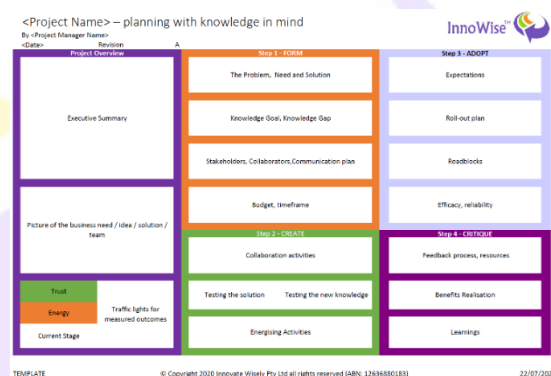 <Project Name> – planning with knowledge in mind
InnoWise™
By <Project Manager Name>
<Date> Revision A
Project Overview
Executive Summary
Picture of the business need / idea / solution /
team
Trust
Energy
Current Stage
Traffic lights for
measured outcomes
Step 1 - FORM
The Problem, Need and Solution
Knowledge Goal, Knowledge Gap
Stakeholders, Collaborators,Communication plan
Budget, timeframe
Step 2 - CREATE
Collaboration activities
Testing the solution Testing the new knowledge
Energising Activities
Step 3 - ADOPT
Expectations
Roll-out plan
Roadblocks
Efficacy, reliability
Step 4 - CRITIQUE
Feedback process, resources
Benefits Realisation
Learnings
TEMPLATE
© Copyright 2020 Innovate Wisely Pty Ltd all rights reserved (ABN: 12636880183)